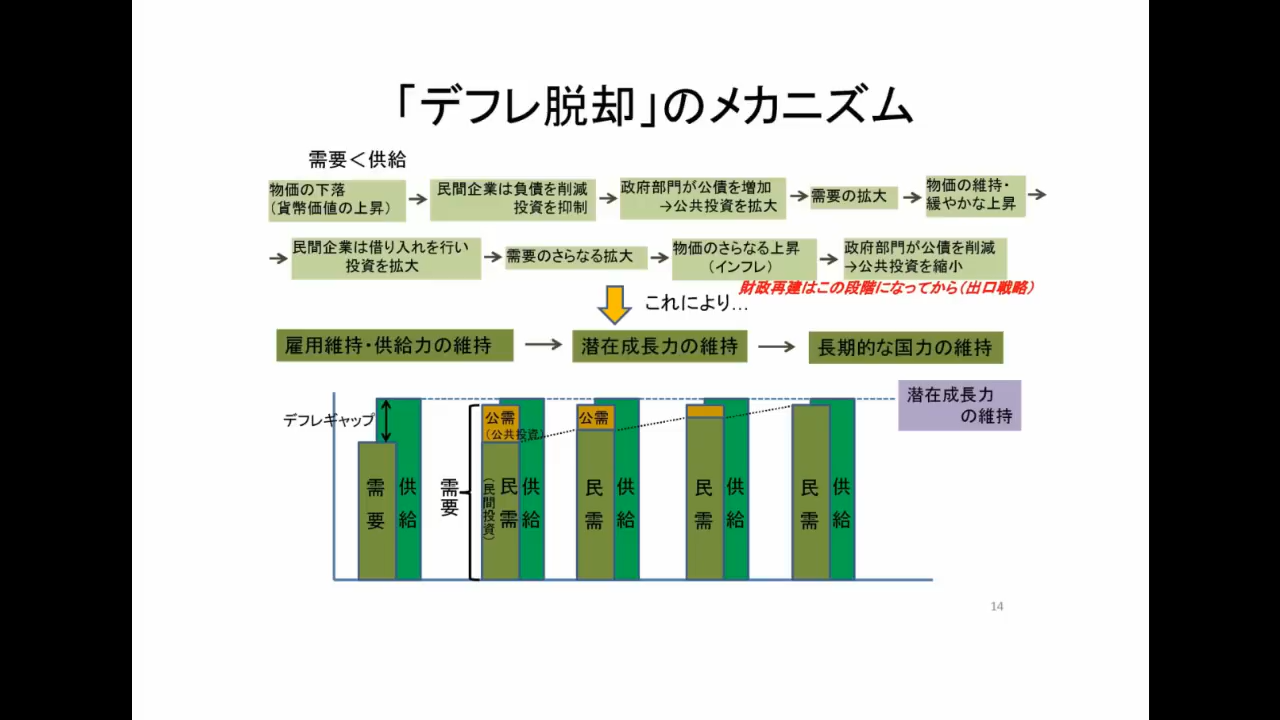 「デフレ脱却」のメカニズム
需要＜供給
物価の下落
（貨幣価値の上昇）
民間企業は負債を削減
投資を抑制
政府部門が公債を増加
→公共投資を拡大
需要の拡大
物価の維持・
緩やかな上昇
民間企業は借り入れを行い
投資を拡大
需要のさらなる拡大
物価のさらなる上昇
（インフレ）
政府部門が公債を削減
→公共投資を縮小
財政再建はこの段階になってから（出口戦略）
これにより…
雇用維持・供給力の維持
潜在成長力の維持
長期的な国力の維持
潜在成長力
の維持
デフレギャップ
需要
供給
需要
公需
（公共投資）
（民間投資）
民需
供給
公需
民需
供給
民需
供給
民需
供給
14